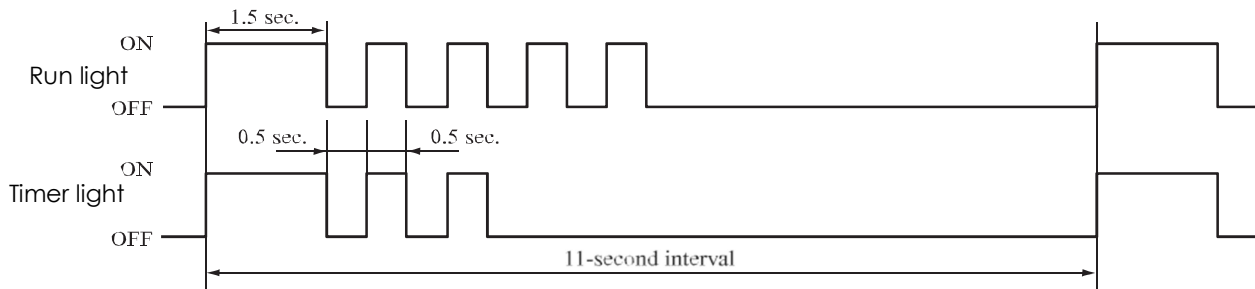 1.5 sec.
ON
Run light
OFF
0.5 sec. 0.5 sec.
ON
Timer light
OFF
11-second interval